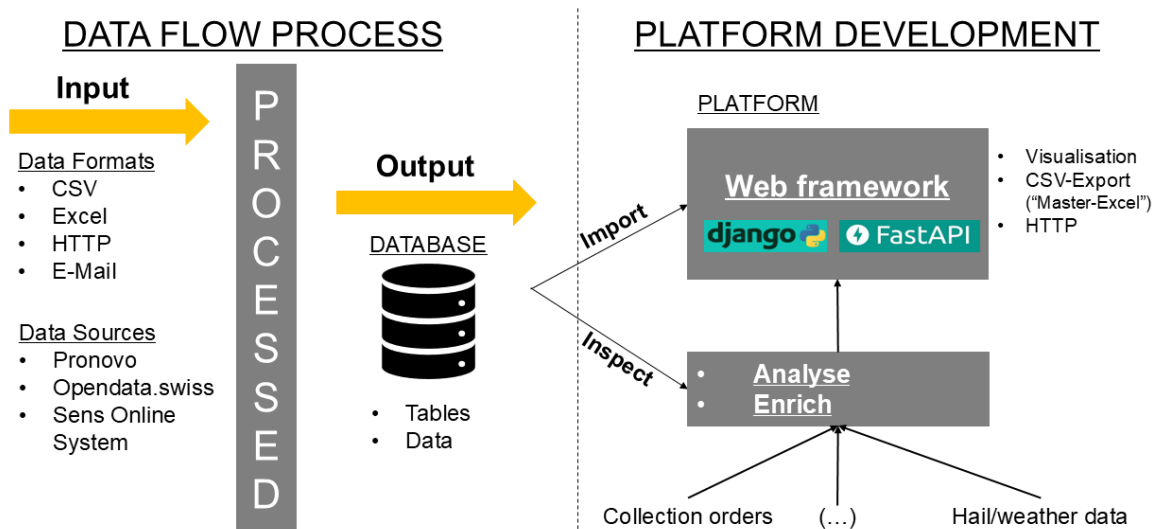 DATA FLOW PROCESS
Input
Data Formats
• CSV
• Excel
• HTTP
• E-Mail
Data Sources
• Pronovo
• Opendata.swiss
• Sens Online
System
PROCESSED
Output
DATABASE
• Tables
• Data
PLATFORM DEVELOPMENT
PLATFORM
Web framework
django
FastAPI
• Visualisation
• CSV-Export
(“Master-Excel”)
• HTTP
Import
Inspect
• Analyse
• Enrich
Collection orders
(…)
Hail/weather data